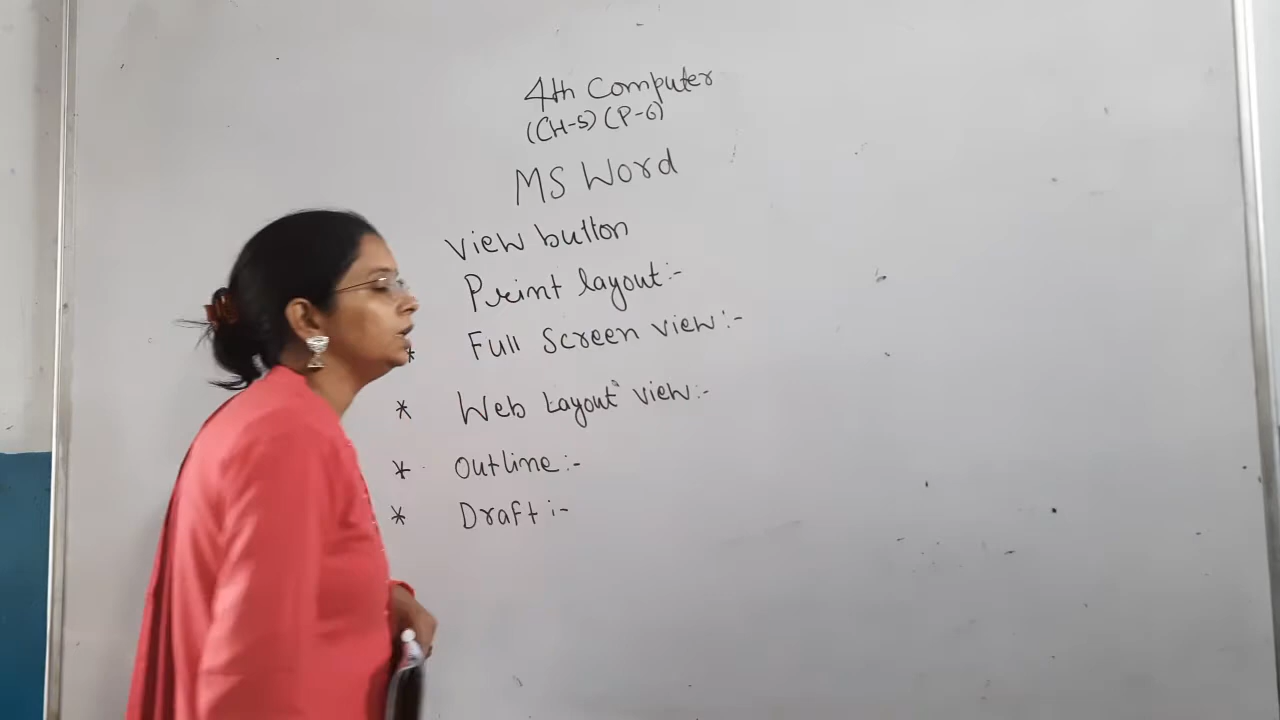 4th Computer
(CH-5) (P-6)
MS Word
View button
Print layout:-
* Full Screen view:-
* Web Layout view:-
* Outline:-
* Draft:-